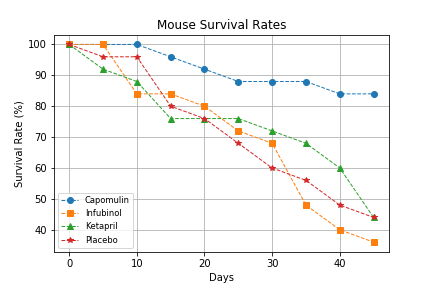 Mouse Survival Rates
Survival Rate (%)
100
90
80
70
60
50
40
Capomulin
Infubinol
Ketapril
Placebo
0
10
20
30
40
Days